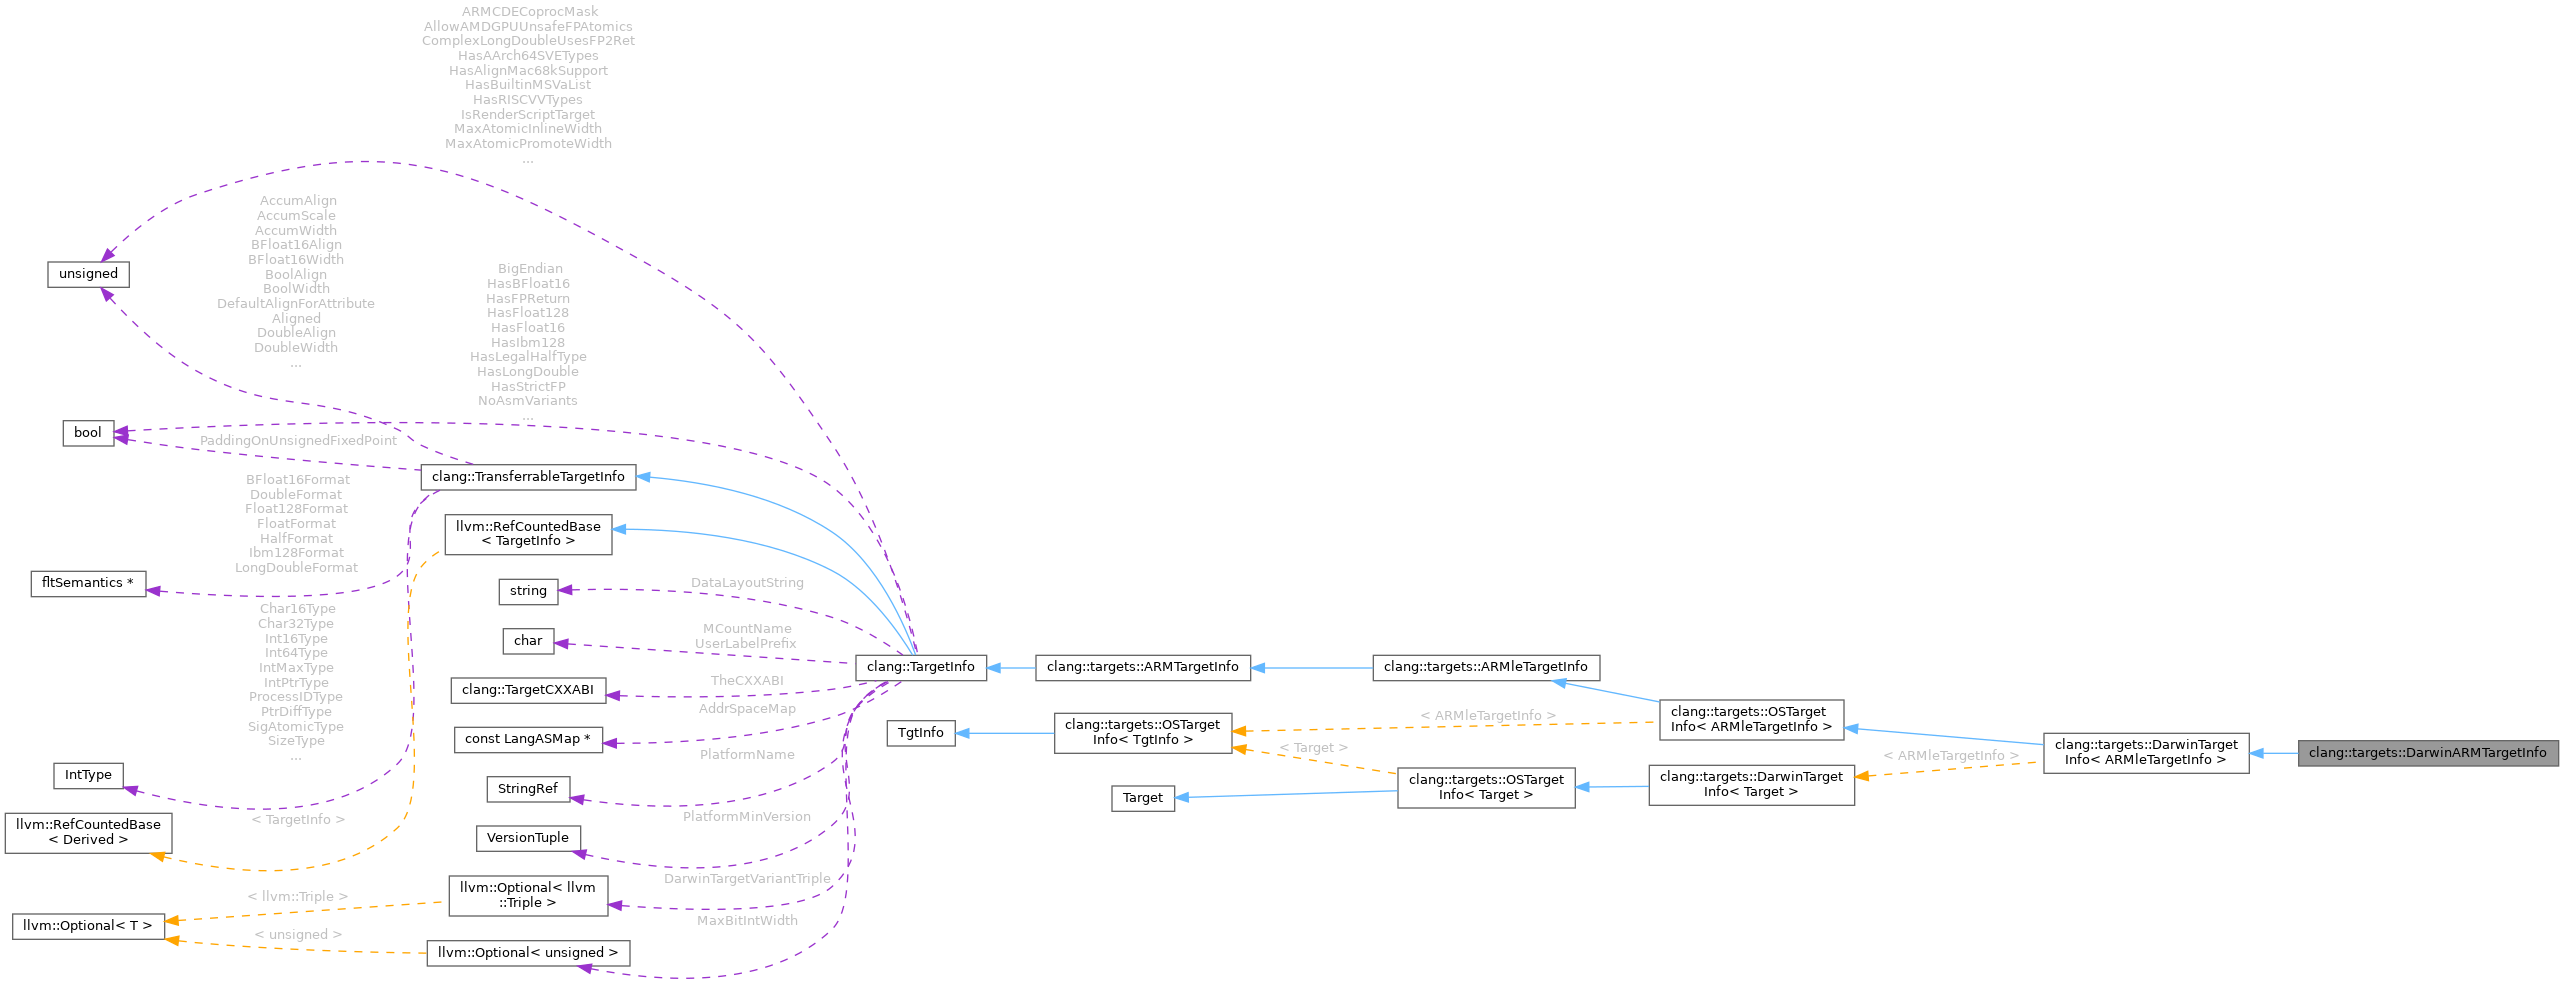 ARMCDECoprocMask
AllowAMDGPUUnsafeFPAtomics
ComplexLongDoubleUsesFP2Ret
HasAArch64SVETypes
HasAlignMac68kSupport
HasBuiltinMSVaList
HasRISCVVTypes
IsRenderScriptTarget
MaxAtomicInlineWidth
MaxAtomicPromoteWidth
...
AccumAlign
AccumScale
AccumWidth
BFloat16Align
BFloat16Width
BoolAlign
BoolWidth
DefaultAlignForAttribute
Aligned
DoubleAlign
DoubleWidth
...
unsigned
BigEndian
HasBFloat16
HasFPReturn
HasFloat128
HasFloat16
HasIbm128
HasLegalHalfType
HasLongDouble
HasStrictFP
NoAsmVariants
...
bool
PaddingOnUnsignedFixedPoint
clang::TransferrableTargetInfo
BFloat16Format
DoubleFormat
Float128Format
FloatFormat
HalfFormat
Ibm128Format
LongDoubleFormat
llvm::RefCountedBase
< TargetInfo >
fltSemantics *
string
DataLayoutString
Char16Type
Char32Type
Int16Type
Int64Type
IntMaxType
IntPtrType
ProcessIDType
PtrDiffType
SigAtomicType
SizeType
...
char
MCountName
UserLabelPrefix
clang::TargetInfo
clang::targets::ARMTargetInfo
clang::targets::ARMleTargetInfo
clang::TargetCXXABI
TheCXXABI
AddrSpaceMap
const LangASMap *
TgtInfo
clang::targets::OSTarget
Info< TgtInfo >
< ARMleTargetInfo >
clang::targets::OSTarget
Info< ARMleTargetInfo >
< Target >
PlatformName
clang::targets::DarwinTarget
Info< ARMleTargetInfo >
< ARMleTargetInfo >
clang::targets::DarwinARMTargetInfo
IntType
StringRef
Target
clang::targets::OSTarget
Info< Target >
clang::targets::DarwinTarget
Info< Target >
< TargetInfo >
PlatformMinVersion
llvm::RefCountedBase
< Derived >
VersionTuple
DarwinTargetVariantTriple
< llvm::Triple >
llvm::Optional< llvm
::Triple >
llvm::Optional< T >
MaxBitIntWidth
< unsigned >
llvm::Optional< unsigned >